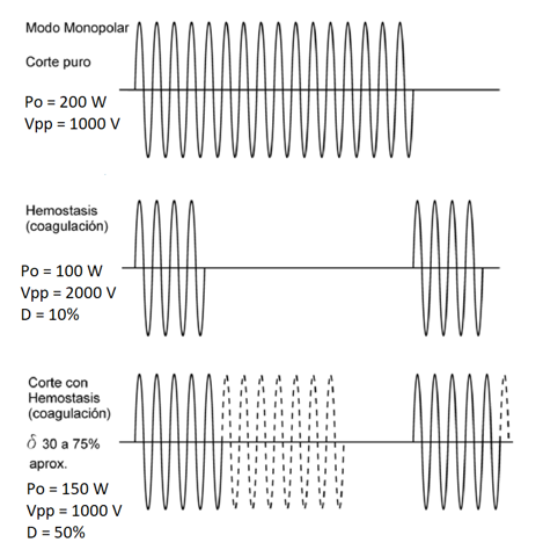 Modo Monopolar
Corte puro
Po = 200 W
Vpp = 1000 V
Hemostasis
(coagulación)
Po = 100 W
Vpp = 2000 V
D = 10%
Corte con
Hemostasis
(coagulación)
δ 30 a 75%
aprox.
Po = 150 W
Vpp = 1000 V
D = 50%